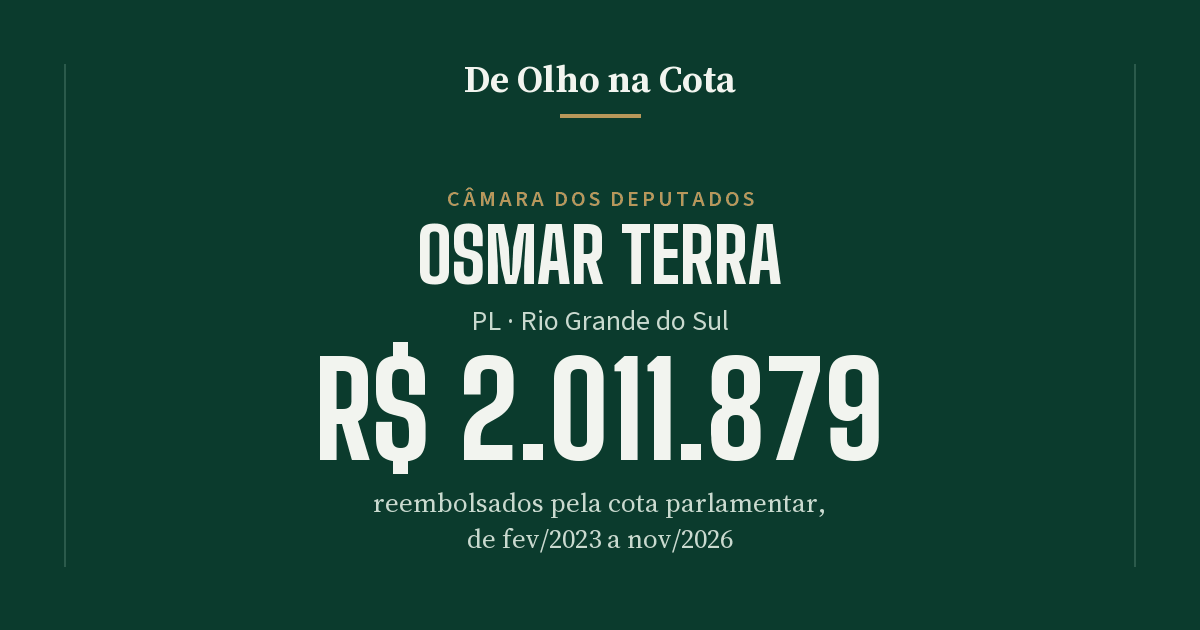 De Olho na Cota
CÂMARA DOS DEPUTADOS
OSMAR TERRA
PL · Rio Grande do Sul
R$ 2.011.879
reembolsados pela cota parlamentar,
de fev/2023 a nov/2026